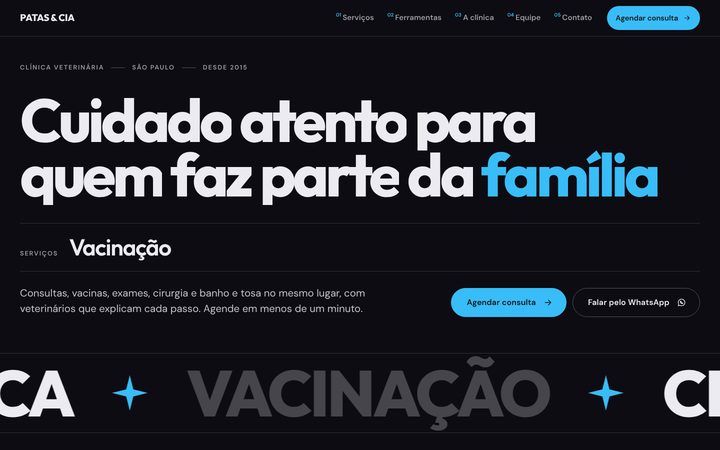 PATAS & CIA
01 Serviços 02 Ferramentas 03 A clínica 04 Equipe 05 Contato Agendar consulta →
CLÍNICA VETERINÁRIA — SÃO PAULO — DESDE 2015
Cuidado atento para
quem faz parte da família
SERVIÇOS Vacinação
Consultas, vacinas, exames, cirurgia e banho e tosa no mesmo lugar, com
veterinários que explicam cada passo. Agende em menos de um minuto.
Agendar consulta → Falar pelo WhatsApp
CA VACINAÇÃO